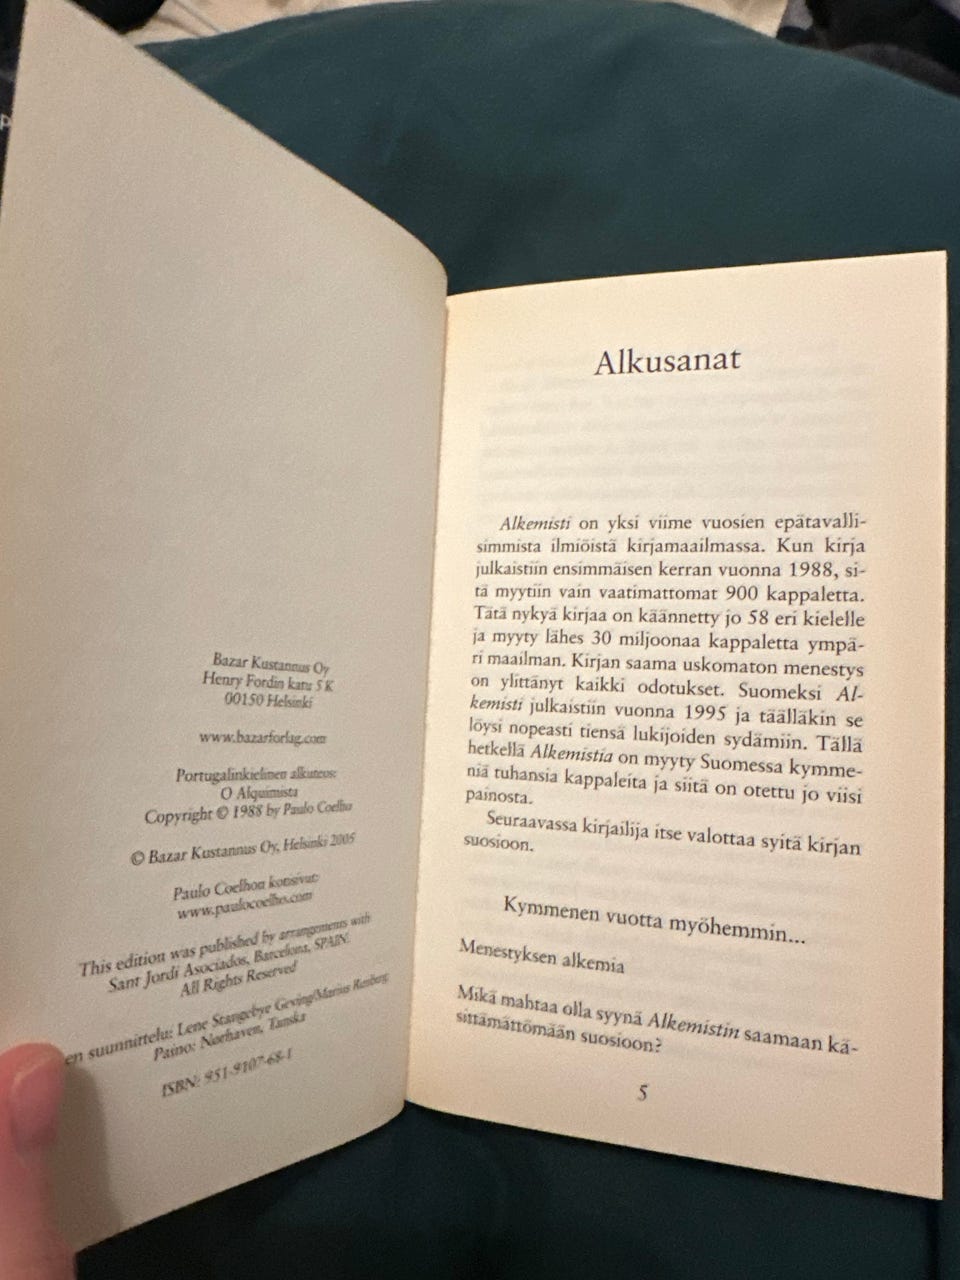 Bazar Kustannus Oy
Henry Fordin katu 5 K
00150 Helsinki
www.bazarforlag.com
Portugalinkielinen alkuteos:
O Alquimista
Copyright © 1988 by Paulo Coelho
© Bazar Kustannus Oy, Helsinki 2005
Paulo Coelhon kotisivut:
www.paulocoelho.com
This edition was published by arrangements with
Sant Jordi Asociados, Barcelona, SPAIN.
All Rights Reserved
en suunnittelu: Lene Stangebye Geving/Marius Renberg
Paino: Nørhaven, Tanska
ISBN: 951-9107-68-1
Alkusanat
Alkemisti on yksi viime vuosien epätavalli-
simmista ilmiöistä kirjamaailmassa. Kun kirja
julkaistiin ensimmäisen kerran vuonna 1988, si-
tä myytiin vain vaatimattomat 900 kappaletta.
Tätä nykyä kirjaa on käännetty jo 58 eri kielelle
ja myyty lähes 30 miljoonaa kappaletta ympä-
ri maailman. Kirjan saama uskomaton menestys
on ylittänyt kaikki odotukset. Suomeksi Al-
kemisti julkaistiin vuonna 1995 ja täälläkin se
löysi nopeasti tiensä lukijoiden sydämiin. Tällä
hetkellä Alkemistia on myyty Suomessa kymme-
niä tuhansia kappaleita ja siitä on otettu jo viisi
painosta.
Seuraavassa kirjailija itse valottaa syitä kirjan
suosioon.
Kymmenen vuotta myöhemmin...
Menestyksen alkemia
Mikä mahtaa olla syynä Alkemistin saamaan kä-
sittämättömään suosioon?
5